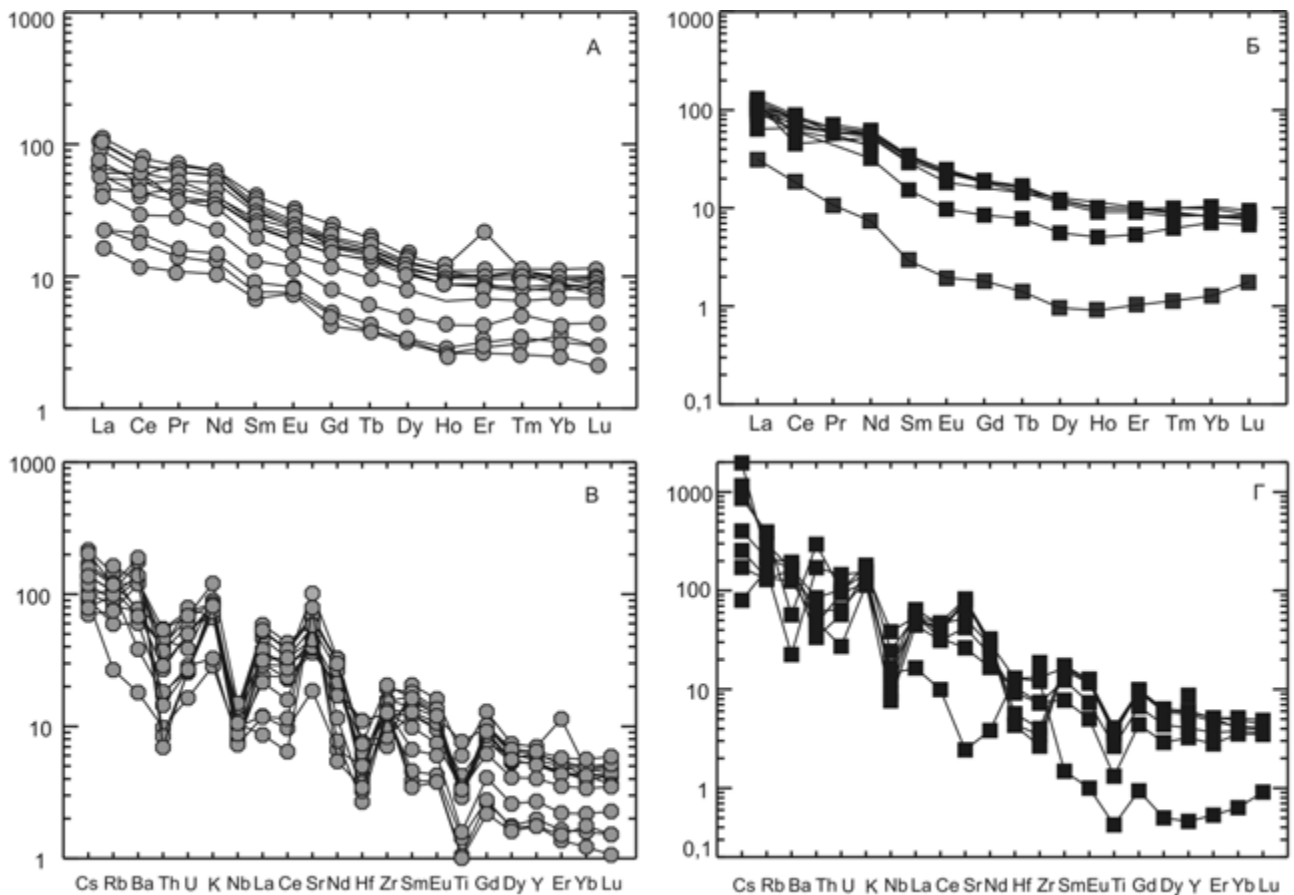 1000
А
100
10
1
La Ce Pr Nd Sm Eu Gd Tb Dy Ho Er Tm Yb Lu
1000
Б
100
10
1
0,1
La Ce Pr Nd Sm Eu Gd Tb Dy Ho Er Tm Yb Lu
1000
В
100
10
1
Cs Rb Ba Th U K Nb La Ce Sr Nd Hf Zr Sm Eu Ti Gd Dy Y Er Yb Lu
1000
Г
100
10
1
0,1
Cs Rb Ba Th U K Nb La Ce Sr Nd Hf Zr Sm Eu Ti Gd Dy Y Er Yb Lu